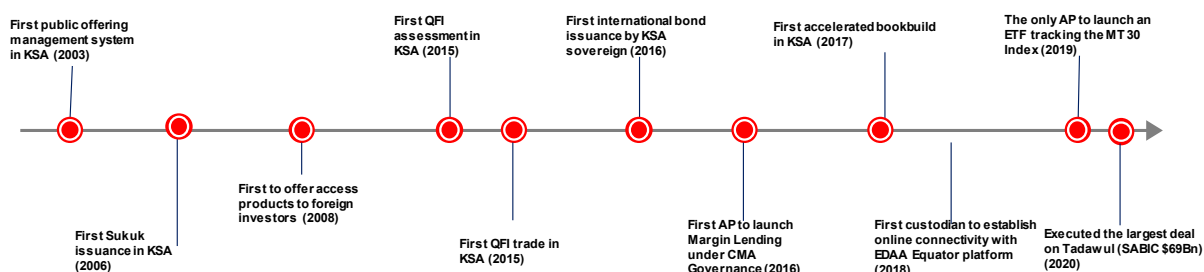 First public offering
management system
in KSA (2003)
First Sukuk
issuance in KSA
(2006)
First to offer access
products to foreign
investors (2008)
First QFI
assessment in
KSA (2015)
First QFI trade in
KSA (2015)
First international bond
issuance by KSA
sovereign (2016)
First AP to launch
Margin Lending
under CMA
Governance (2016)
First accelerated bookbuild
in KSA (2017)
First custodian to establish
online connectivity with
EDAA Equator platform
(2018)
The only AP to launch an
ETF tracking the MT 30
Index (2019)
Executed the largest deal
on Tadawul (SABIC $69Bn)
(2020)